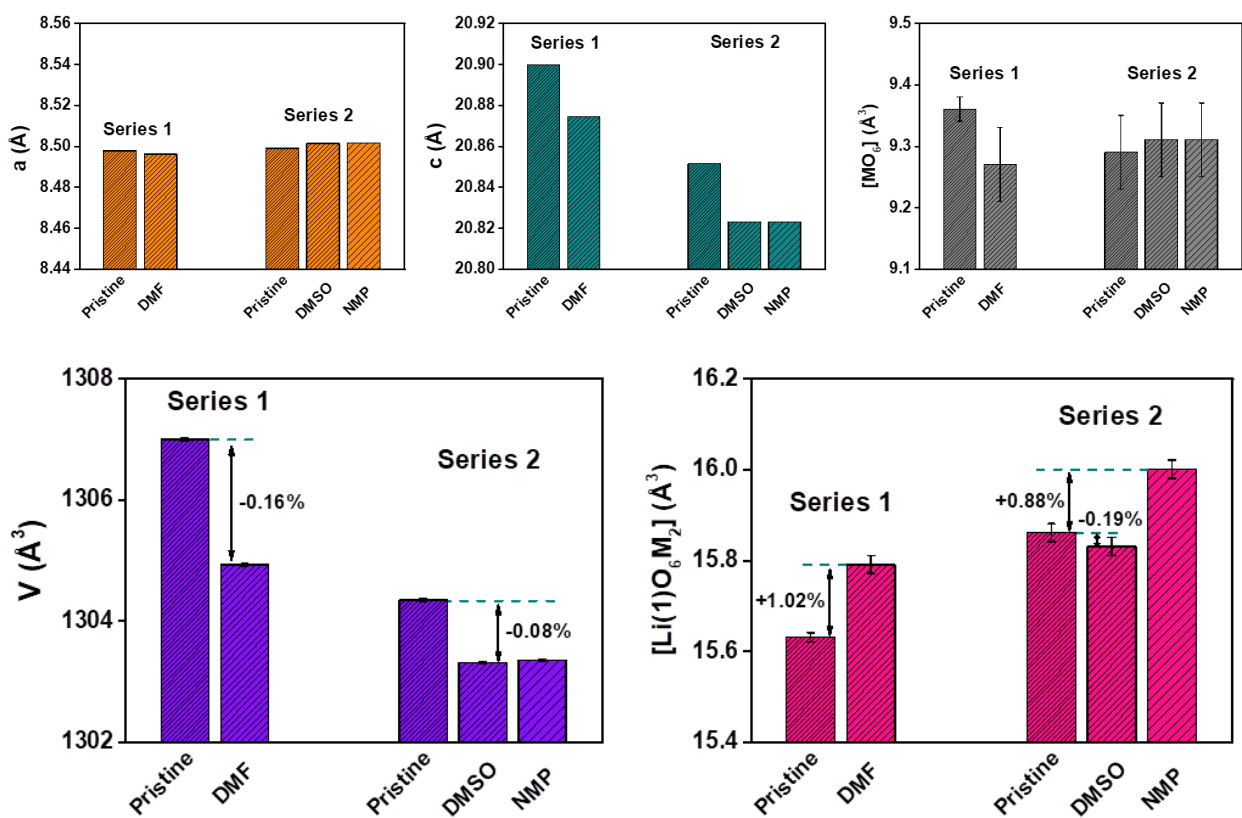 8.56
8.54
8.52
8.50
8.48
8.46
8.44
a (Å)
Series 1
Series 2
Pristine
DMF
Pristine
DMSO
NMP
20.92
20.90
20.88
20.86
20.84
20.82
20.80
c (Å)
Series 1
Series 2
Pristine
DMF
Pristine
DMSO
NMP
9.5
9.4
9.3
9.2
9.1
[MO₆] (Å³)
Series 1
Series 2
Pristine
DMF
Pristine
DMSO
NMP
1308
1306
1304
1302
V (Å³)
Series 1
Series 2
-0.16%
-0.08%
Pristine
DMF
Pristine
DMSO
NMP
16.2
16.0
15.8
15.6
15.4
[Li(1)O₆M₂] (Å³)
Series 1
Series 2
+1.02%
+0.88%
-0.19%
Pristine
DMF
Pristine
DMSO
NMP